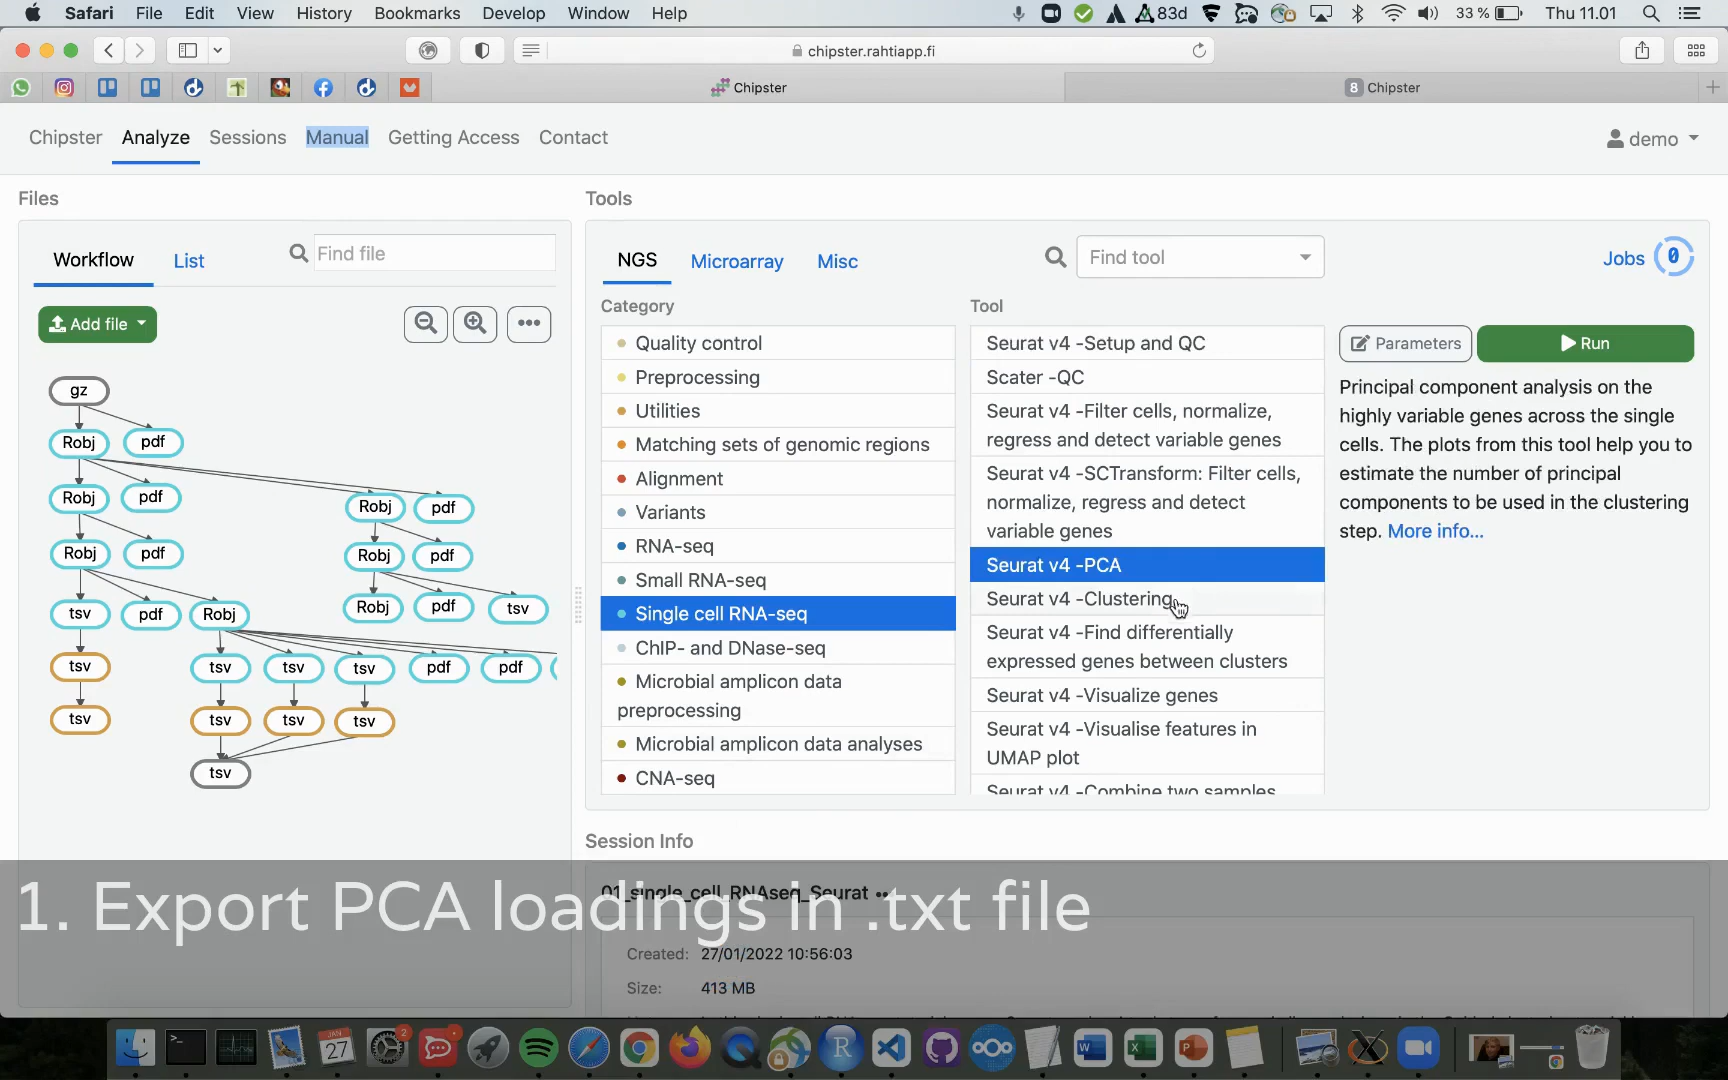 Safari File Edit View History Bookmarks Develop Window Help 83d 33 % Thu 11.01
chipster.rahtiapp.fi
Chipster 8 Chipster
Chipster Analyze Sessions Manual Getting Access Contact demo
Files
Tools
Workflow List Find file
NGS Microarray Misc Find tool Jobs 0
Add file
Category
Tool
Quality control
Preprocessing
Utilities
Matching sets of genomic regions
Alignment
Variants
RNA-seq
Small RNA-seq
Single cell RNA-seq
ChIP- and DNase-seq
Microbial amplicon data
preprocessing
Microbial amplicon data analyses
CNA-seq
Seurat v4 -Setup and QC
Scater -QC
Seurat v4 -Filter cells, normalize,
regress and detect variable genes
Seurat v4 -SCTransform: Filter cells,
normalize, regress and detect
variable genes
Seurat v4 -PCA
Seurat v4 -Clustering
Seurat v4 -Find differentially
expressed genes between clusters
Seurat v4 -Visualize genes
Seurat v4 -Visualise features in
UMAP plot
Seurat v4 -Combine two samples
Parameters Run
Principal component analysis on the
highly variable genes across the single
cells. The plots from this tool help you to
estimate the number of principal
components to be used in the clustering
step. More info...
gz
Robj pdf
Robj pdf Robj pdf
Robj pdf Robj pdf
tsv pdf Robj Robj pdf tsv
tsv tsv tsv tsv pdf pdf
tsv tsv tsv tsv
tsv
Session Info
01_single_cell_RNAseq_Seurat
1. Export PCA loadings in .txt file
Created: 27/01/2022 10:56:03
Size: 413 MB
JAN
27
2